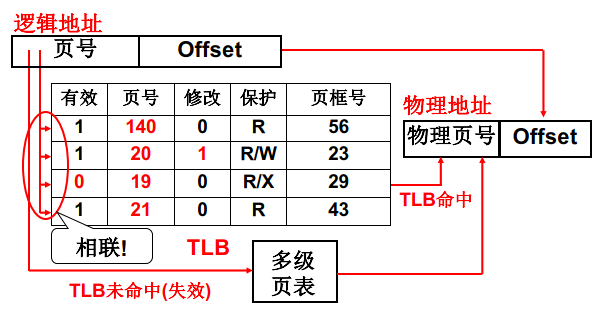 逻辑地址
页号 Offset
有效 页号 修改 保护 页框号
1 140 0 R 56
1 20 1 R/W 23
0 19 0 R/X 29
1 21 0 R 43
物理地址
物理页号 Offset
TLB命中
相联!
TLB
多级
页表
TLB未命中(失效)